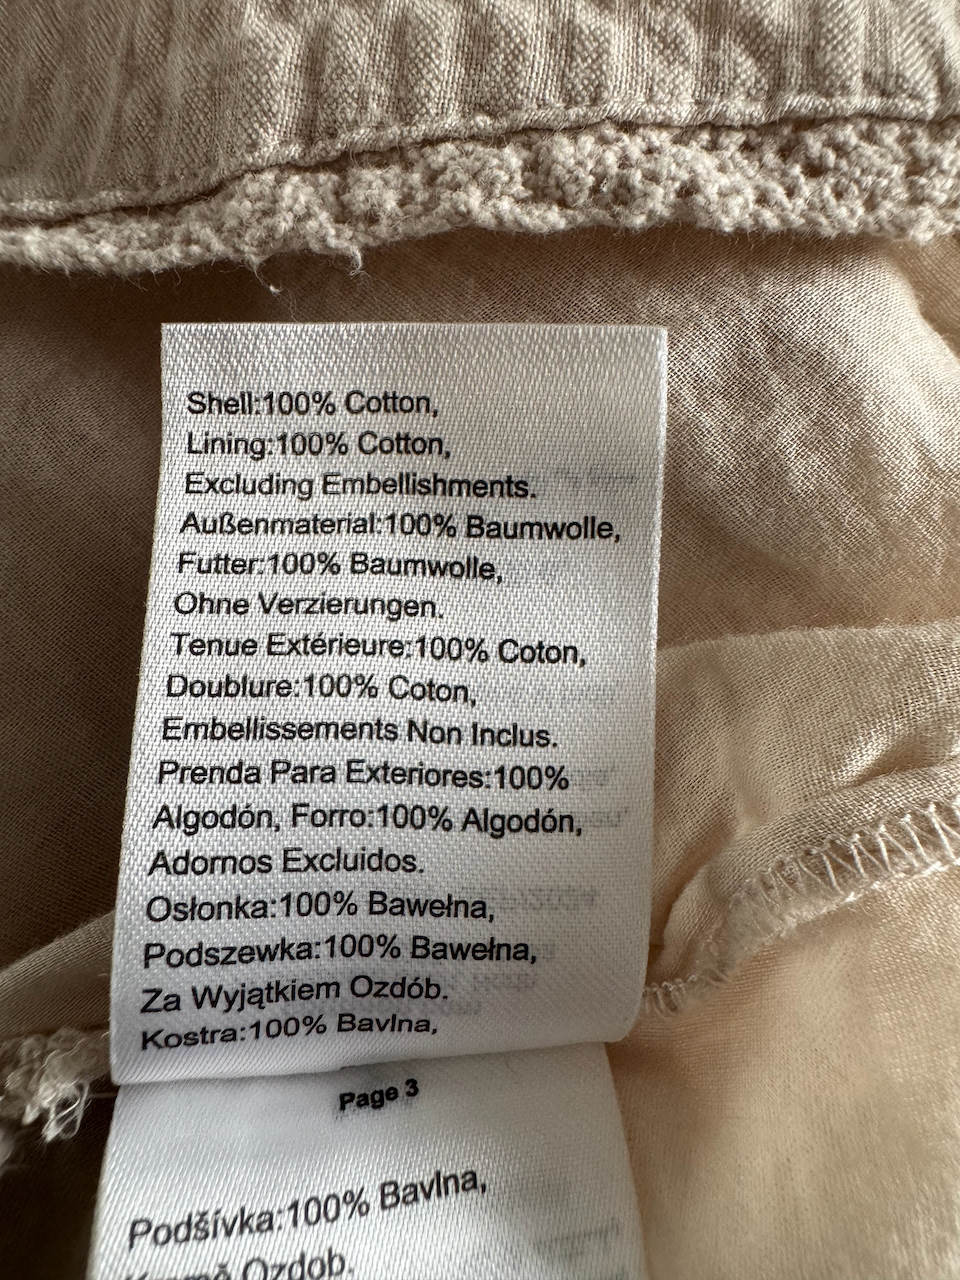 Shell:100% Cotton,
Lining:100% Cotton,
Excluding Embellishments.
Außenmaterial:100% Baumwolle,
Futter:100% Baumwolle,
Ohne Verzierungen.
Tenue Extérieure:100% Coton,
Doublure:100% Coton,
Embellissements Non Inclus.
Prenda Para Exteriores:100%
Algodón, Forro:100% Algodón,
Adornos Excluidos.
Osłonka:100% Bawełna,
Podszewka:100% Bawełna,
Za Wyjątkiem Ozdób.
Kostra:100% Bavlna,
Page 3
Podšívka:100% Bavlna,
Ozdob.